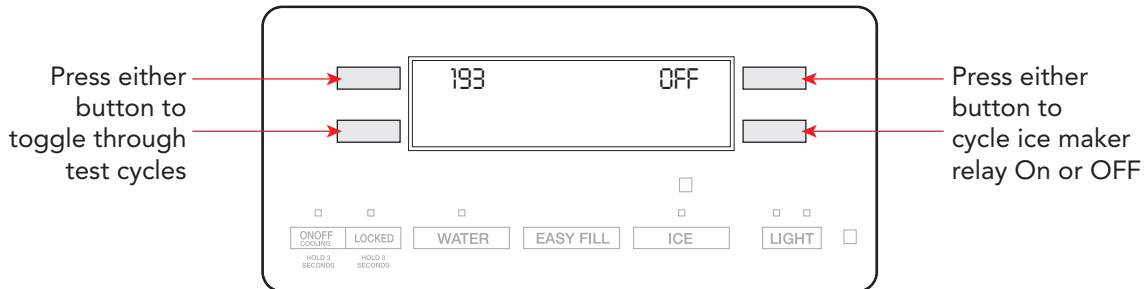 Press either
button to
toggle through
test cycles
193 OFF
Press either
button to
cycle ice maker
relay On or OFF
ONOFF
COOLING
LOCKED
WATER
EASY FILL
ICE
LIGHT
HOLD 3
SECONDS
HOLD 3
SECONDS